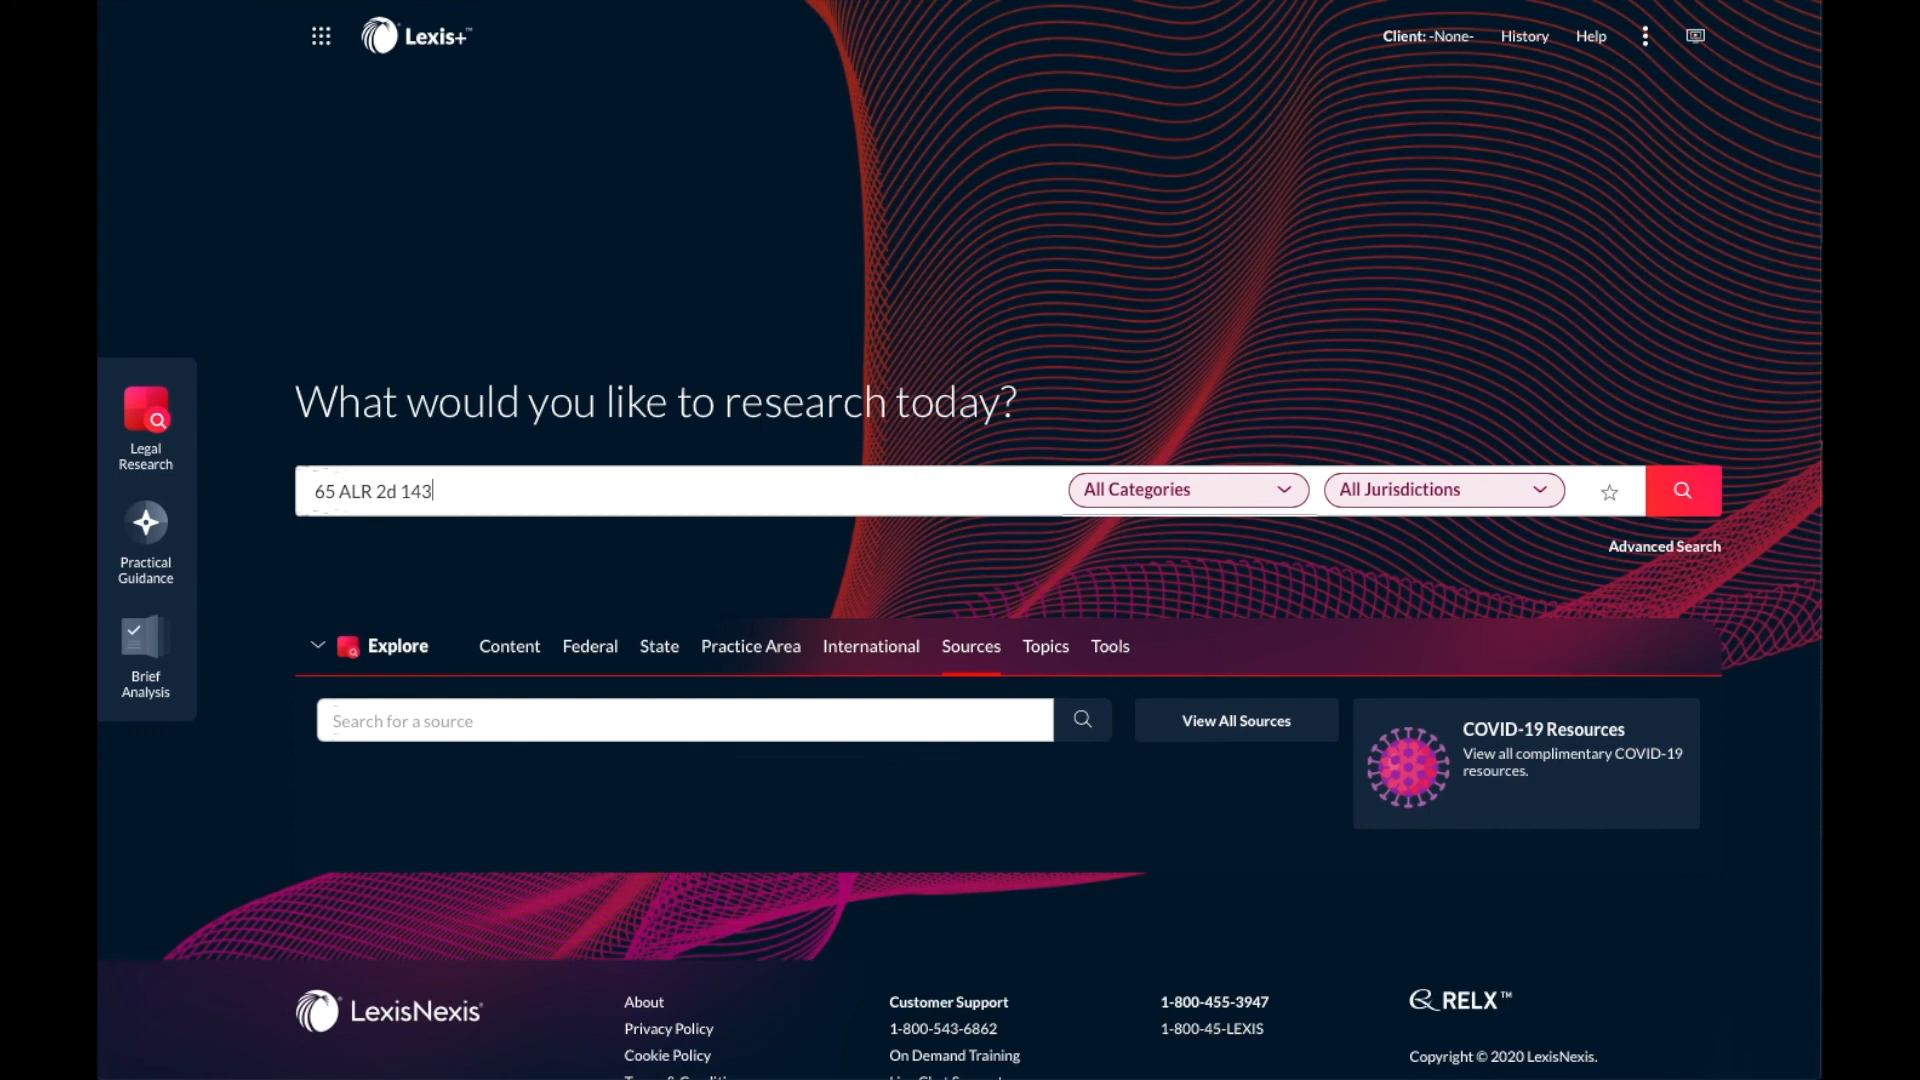 Lexis+™
Client: -None-
History
Help
Legal
Research
Practical
Guidance
Brief
Analysis
What would you like to research today?
65 ALR 2d 143
All Categories
All Jurisdictions
Advanced Search
Explore
Content
Federal
State
Practice Area
International
Sources
Topics
Tools
Search for a source
View All Sources
COVID-19 Resources
View all complimentary COVID-19
resources.
LexisNexis®
About
Privacy Policy
Cookie Policy
Customer Support
1-800-543-6862
On Demand Training
1-800-455-3947
1-800-45-LEXIS
RELX™
Copyright © 2020 LexisNexis.